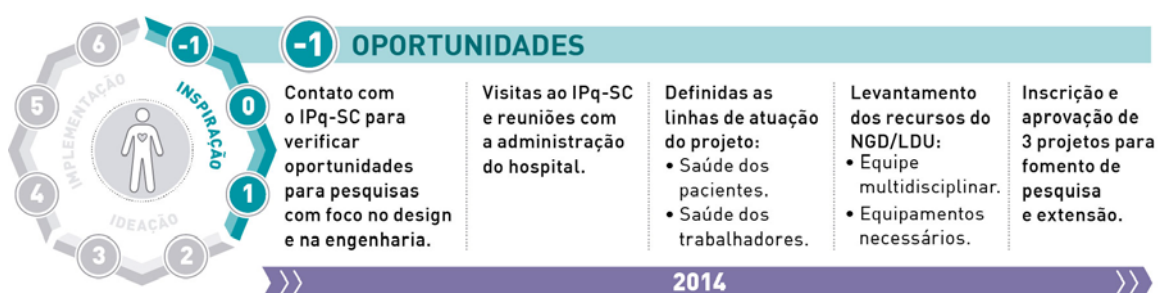 -1 OPORTUNIDADES
6
-1
5
0
4
1
3
2
INSPIRAÇÃO
IDEAÇÃO
IMPLEMENTAÇÃO
Contato com
o IPq-SC para
verificar
oportunidades
para pesquisas
com foco no design
e na engenharia.
Visitas ao IPq-SC
e reuniões com
a administração
do hospital.
Definidas as
linhas de atuação
do projeto:
• Saúde dos
pacientes.
• Saúde dos
trabalhadores.
Levantamento
dos recursos do
NGD/LDU:
• Equipe
multidisciplinar.
• Equipamentos
necessários.
Inscrição e
aprovação de
3 projetos para
fomento de
pesquisa
e extensão.
2014